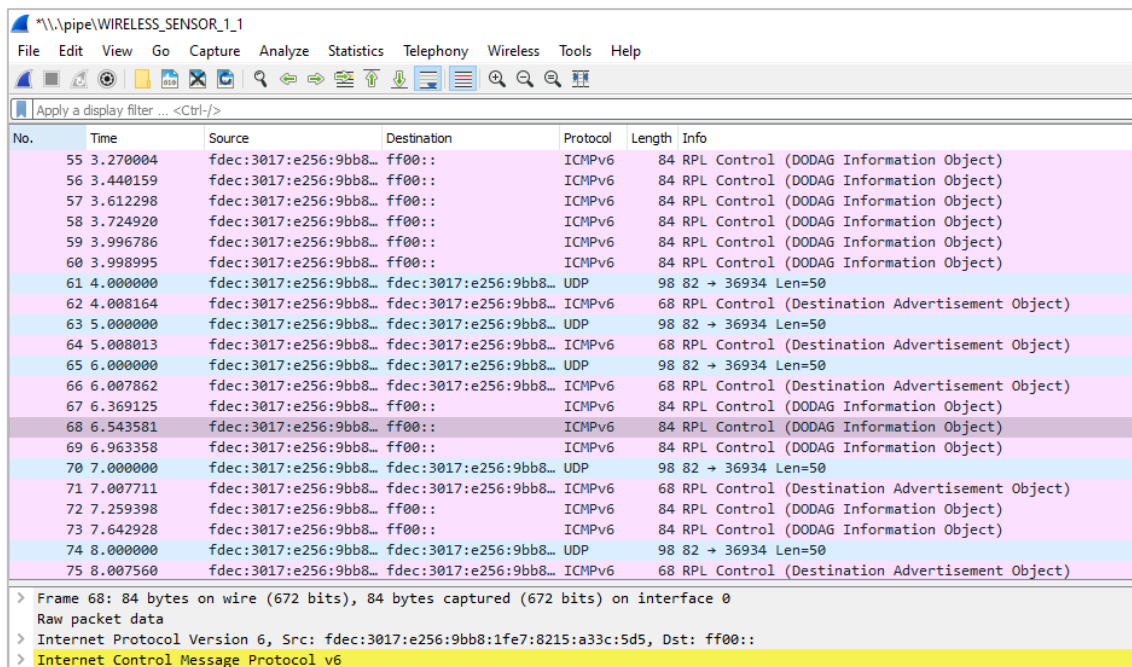 *\\.\pipe\WIRELESS_SENSOR_1_1
File Edit View Go Capture Analyze Statistics Telephony Wireless Tools Help
Apply a display filter ... <Ctrl-/>
No. Time Source Destination Protocol Length Info
55 3.270004 fdec:3017:e256:9bb8… ff00:: ICMPv6 84 RPL Control (DODAG Information Object)
56 3.440159 fdec:3017:e256:9bb8… ff00:: ICMPv6 84 RPL Control (DODAG Information Object)
57 3.612298 fdec:3017:e256:9bb8… ff00:: ICMPv6 84 RPL Control (DODAG Information Object)
58 3.724920 fdec:3017:e256:9bb8… ff00:: ICMPv6 84 RPL Control (DODAG Information Object)
59 3.996786 fdec:3017:e256:9bb8… ff00:: ICMPv6 84 RPL Control (DODAG Information Object)
60 3.998995 fdec:3017:e256:9bb8… ff00:: ICMPv6 84 RPL Control (DODAG Information Object)
61 4.000000 fdec:3017:e256:9bb8… fdec:3017:e256:9bb8… UDP 98 82 → 36934 Len=50
62 4.008164 fdec:3017:e256:9bb8… fdec:3017:e256:9bb8… ICMPv6 68 RPL Control (Destination Advertisement Object)
63 5.000000 fdec:3017:e256:9bb8… fdec:3017:e256:9bb8… UDP 98 82 → 36934 Len=50
64 5.008013 fdec:3017:e256:9bb8… fdec:3017:e256:9bb8… ICMPv6 68 RPL Control (Destination Advertisement Object)
65 6.000000 fdec:3017:e256:9bb8… fdec:3017:e256:9bb8… UDP 98 82 → 36934 Len=50
66 6.007862 fdec:3017:e256:9bb8… fdec:3017:e256:9bb8… ICMPv6 68 RPL Control (Destination Advertisement Object)
67 6.369125 fdec:3017:e256:9bb8… ff00:: ICMPv6 84 RPL Control (DODAG Information Object)
68 6.543581 fdec:3017:e256:9bb8… ff00:: ICMPv6 84 RPL Control (DODAG Information Object)
69 6.963358 fdec:3017:e256:9bb8… ff00:: ICMPv6 84 RPL Control (DODAG Information Object)
70 7.000000 fdec:3017:e256:9bb8… fdec:3017:e256:9bb8… UDP 98 82 → 36934 Len=50
71 7.007711 fdec:3017:e256:9bb8… fdec:3017:e256:9bb8… ICMPv6 68 RPL Control (Destination Advertisement Object)
72 7.259398 fdec:3017:e256:9bb8… ff00:: ICMPv6 84 RPL Control (DODAG Information Object)
73 7.642928 fdec:3017:e256:9bb8… ff00:: ICMPv6 84 RPL Control (DODAG Information Object)
74 8.000000 fdec:3017:e256:9bb8… fdec:3017:e256:9bb8… UDP 98 82 → 36934 Len=50
75 8.007560 fdec:3017:e256:9bb8… fdec:3017:e256:9bb8… ICMPv6 68 RPL Control (Destination Advertisement Object)
> Frame 68: 84 bytes on wire (672 bits), 84 bytes captured (672 bits) on interface 0
Raw packet data
> Internet Protocol Version 6, Src: fdec:3017:e256:9bb8:1fe7:8215:a33c:5d5, Dst: ff00::
> Internet Control Message Protocol v6